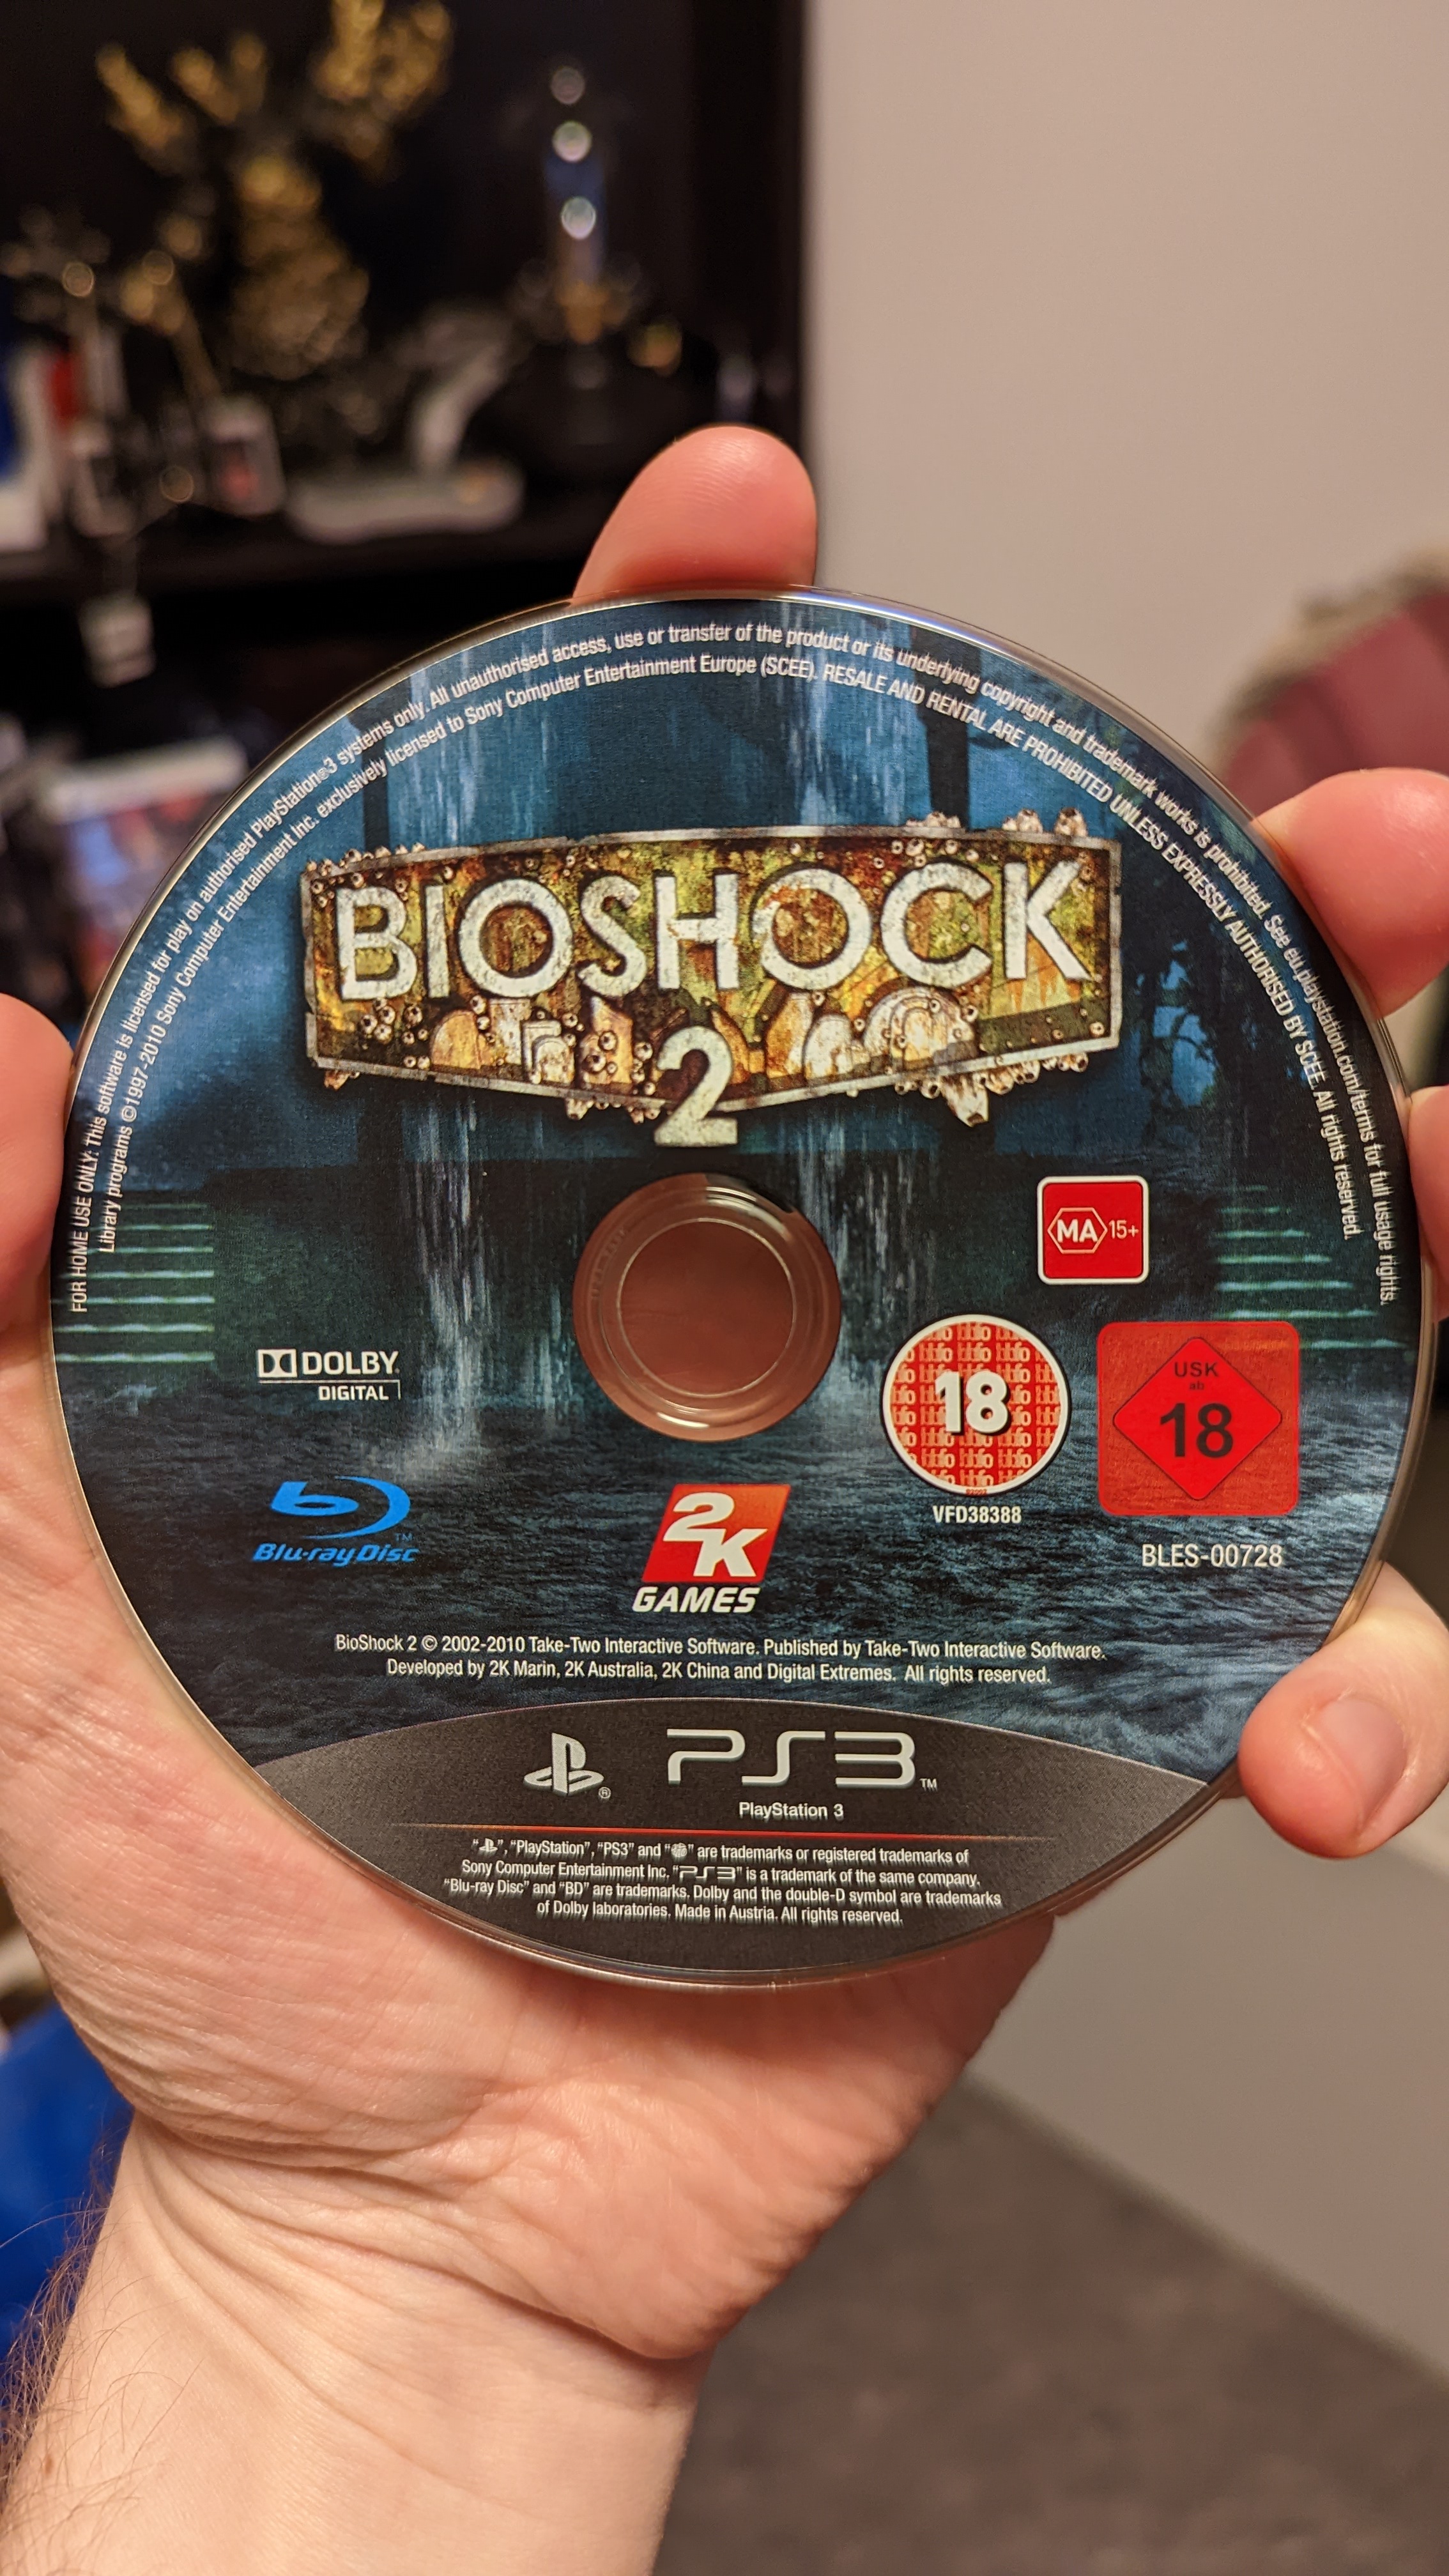 FOR HOME USE ONLY: This software is licensed for play on authorised PlayStation®3 systems only. All unauthorised access, use or transfer of the product or its underlying copyright and trademark works is prohibited. See eu.playstation.com/terms for full usage rights.
Library programs ©1997-2010 Sony Computer Entertainment Inc. exclusively licensed to Sony Computer Entertainment Europe (SCEE). RESALE AND RENTAL ARE PROHIBITED UNLESS EXPRESSLY AUTHORISED BY SCEE. All rights reserved.
BIOSHOCK
2
MA 15+
DOLBY
DIGITAL
bbfc
18
VFD38388
USK
ab
18
BLES-00728
Blu-ray Disc™
2K
GAMES
BioShock 2 © 2002-2010 Take-Two Interactive Software. Published by Take-Two Interactive Software.
Developed by 2K Marin, 2K Australia, 2K China and Digital Extremes. All rights reserved.
® PS3™
PlayStation 3
“ ”, “PlayStation”, “PS3” and “ ” are trademarks or registered trademarks of
Sony Computer Entertainment Inc. “PS3” is a trademark of the same company.
“Blu-ray Disc” and “BD” are trademarks. Dolby and the double-D symbol are trademarks
of Dolby laboratories. Made in Austria. All rights reserved.